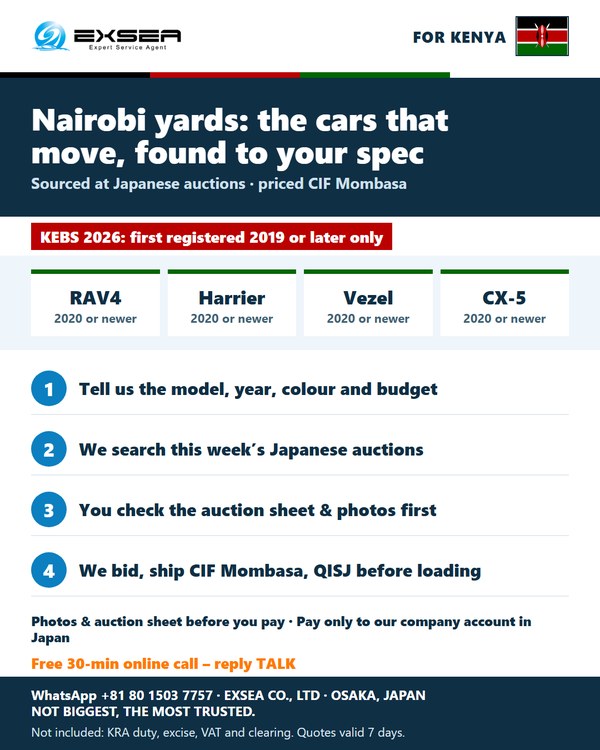 EXSEA
Expert Service Agent
FOR KENYA
Nairobi yards: the cars that
move, found to your spec
Sourced at Japanese auctions · priced CIF Mombasa
KEBS 2026: first registered 2019 or later only
RAV4
2020 or newer
Harrier
2020 or newer
Vezel
2020 or newer
CX-5
2020 or newer
1 Tell us the model, year, colour and budget
2 We search this week´s Japanese auctions
3 You check the auction sheet & photos first
4 We bid, ship CIF Mombasa, QISJ before loading
Photos & auction sheet before you pay · Pay only to our company account in
Japan
Free 30-min online call – reply TALK
WhatsApp +81 80 1503 7757 · EXSEA CO., LTD · OSAKA, JAPAN
NOT BIGGEST, THE MOST TRUSTED.
Not included: KRA duty, excise, VAT and clearing. Quotes valid 7 days.